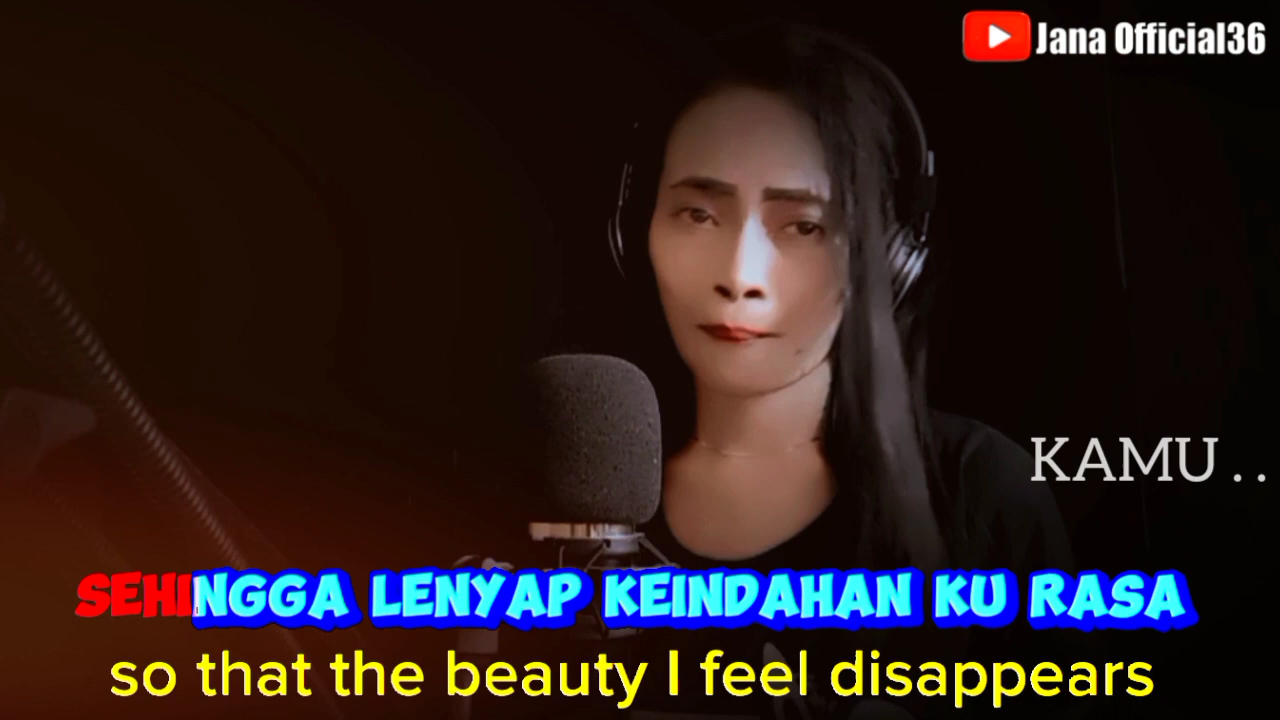 Jana Official36
KAMU . .
SEHINGGA LENYAP KEINDAHAN KU RASA
so that the beauty I feel disappears